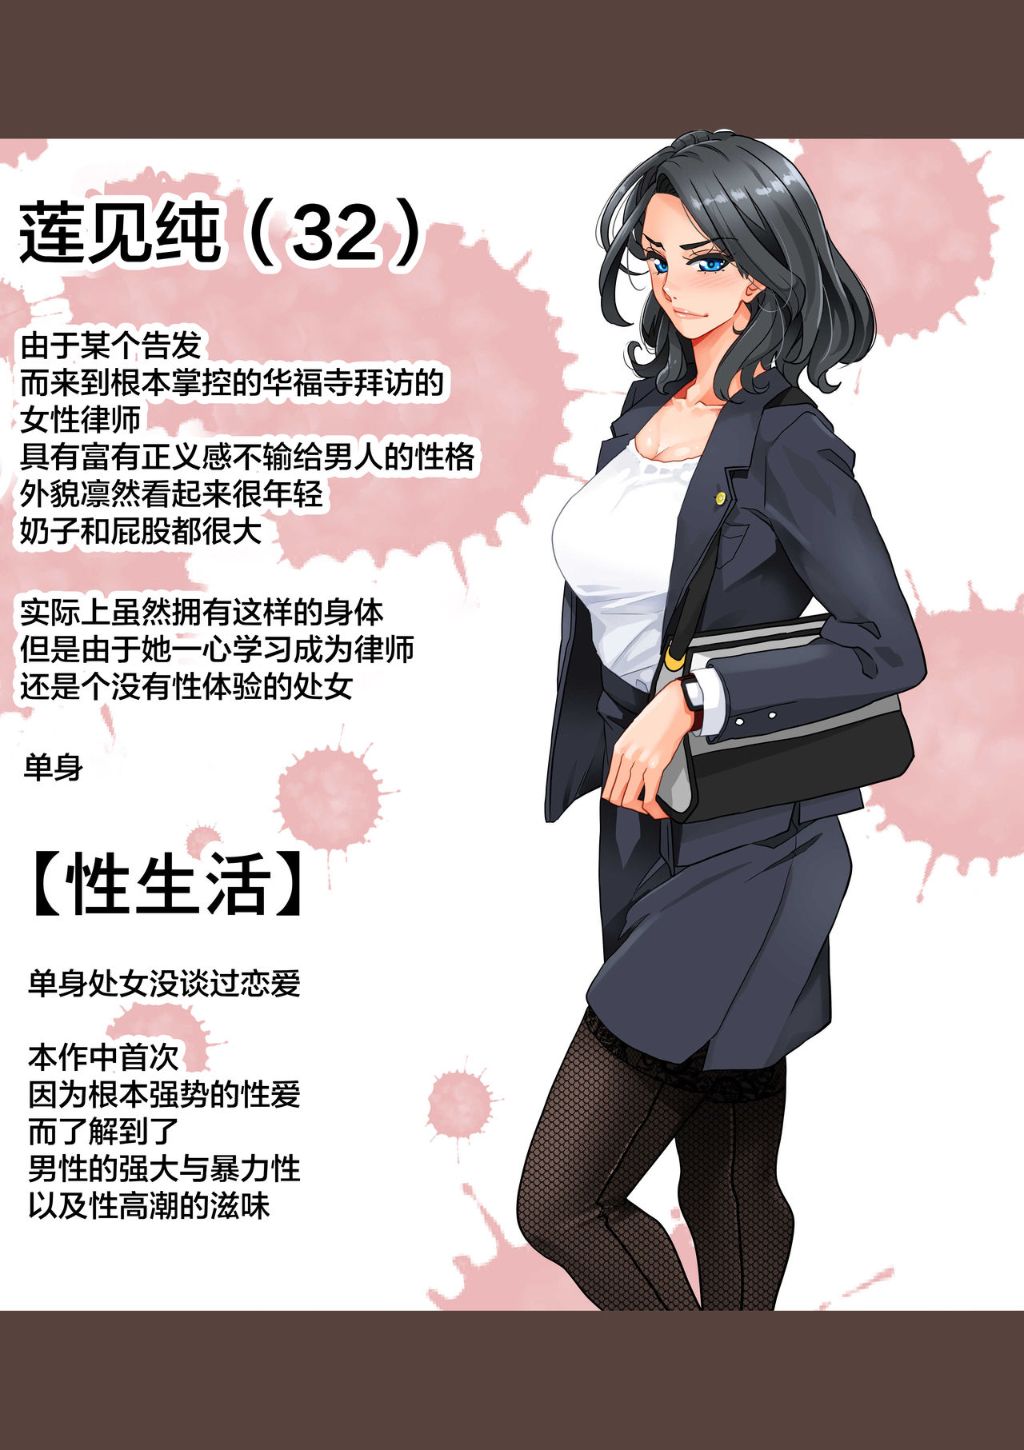 莲见纯（32）
由于某个告发
而来到根本掌控的华福寺拜访的
女性律师
具有富有正义感不输给男人的性格
外貌凛然看起来很年轻
奶子和屁股都很大
实际上虽然拥有这样的身体
但是由于她一心学习成为律师
还是个没有性体验的处女
单身
【性生活】
单身处女没谈过恋爱
本作中首次
因为根本强势的性爱
而了解到了
男性的强大与暴力性
以及性高潮的滋味